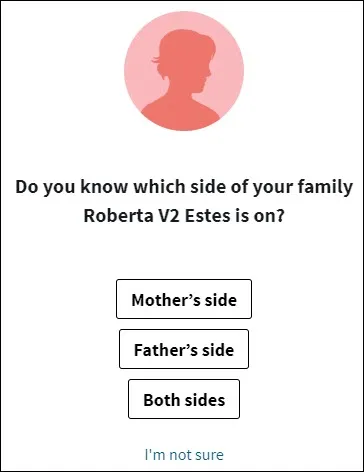 Do you know which side of your family
Roberta V2 Estes is on?
Mother’s side
Father’s side
Both sides
I'm not sure